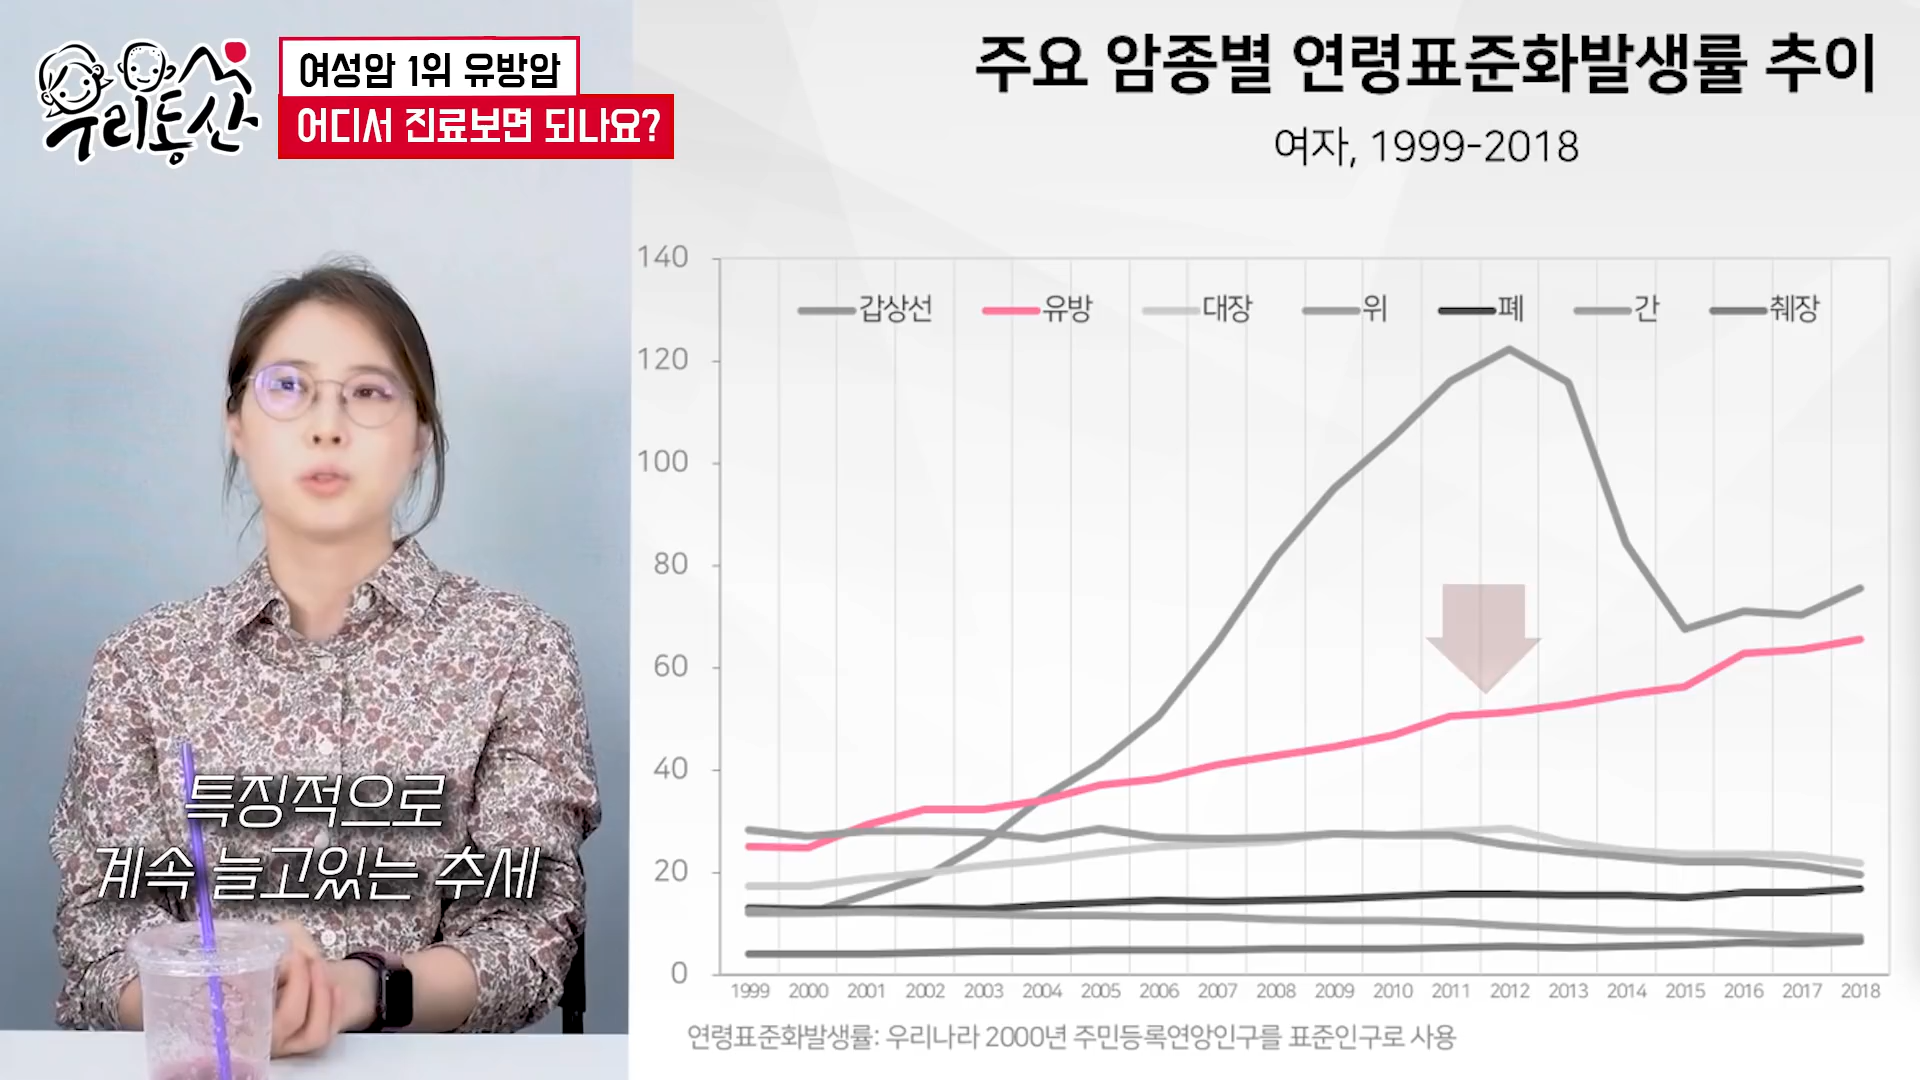 우리동산
여성암 1위 유방암
어디서 진료보면 되나요?
주요 암종별 연령표준화발생률 추이
여자, 1999-2018
140
120
100
80
60
40
20
0
갑상선 유방 대장 위 폐 간 췌장
1999 2000 2001 2002 2003 2004 2005 2006 2007 2008 2009 2010 2011 2012 2013 2014 2015 2016 2017 2018
연령표준화발생률: 우리나라 2000년 주민등록연앙인구를 표준인구로 사용
특징적으로
계속 늘고있는 추세